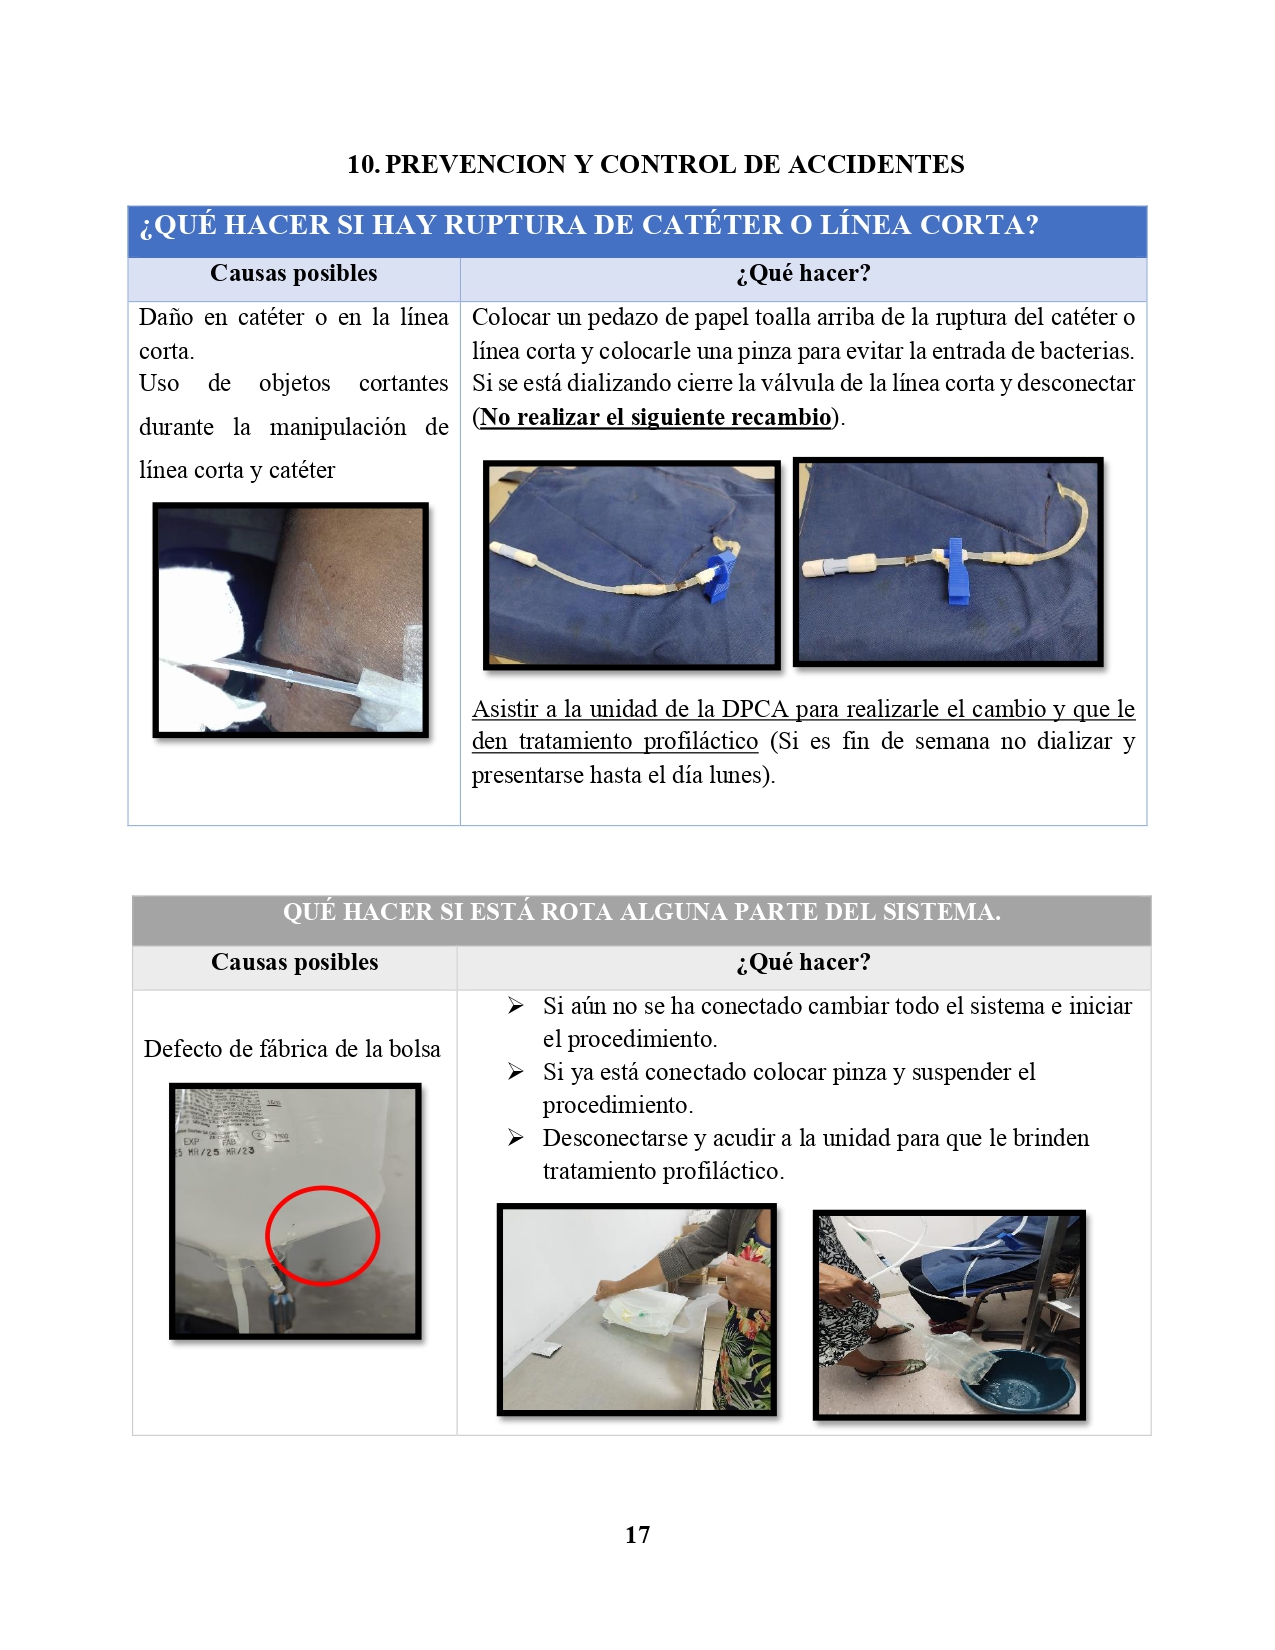 10. PREVENCION Y CONTROL DE ACCIDENTES
¿QUÉ HACER SI HAY RUPTURA DE CATÉTER O LÍNEA CORTA?
Causas posibles
¿Qué hacer?
Daño en catéter o en la línea
corta.
Uso de objetos cortantes
durante la manipulación de
línea corta y catéter
Colocar un pedazo de papel toalla arriba de la ruptura del catéter o
línea corta y colocarle una pinza para evitar la entrada de bacterias.
Si se está dializando cierre la válvula de la línea corta y desconectar
(No realizar el siguiente recambio).
Asistir a la unidad de la DPCA para realizarle el cambio y que le
den tratamiento profiláctico (Si es fin de semana no dializar y
presentarse hasta el día lunes).
QUÉ HACER SI ESTÁ ROTA ALGUNA PARTE DEL SISTEMA.
Causas posibles
¿Qué hacer?
Defecto de fábrica de la bolsa
EXP FAB
MR/25 MR/23
➢ Si aún no se ha conectado cambiar todo el sistema e iniciar
el procedimiento.
➢ Si ya está conectado colocar pinza y suspender el
procedimiento.
➢ Desconectarse y acudir a la unidad para que le brinden
tratamiento profiláctico.
17